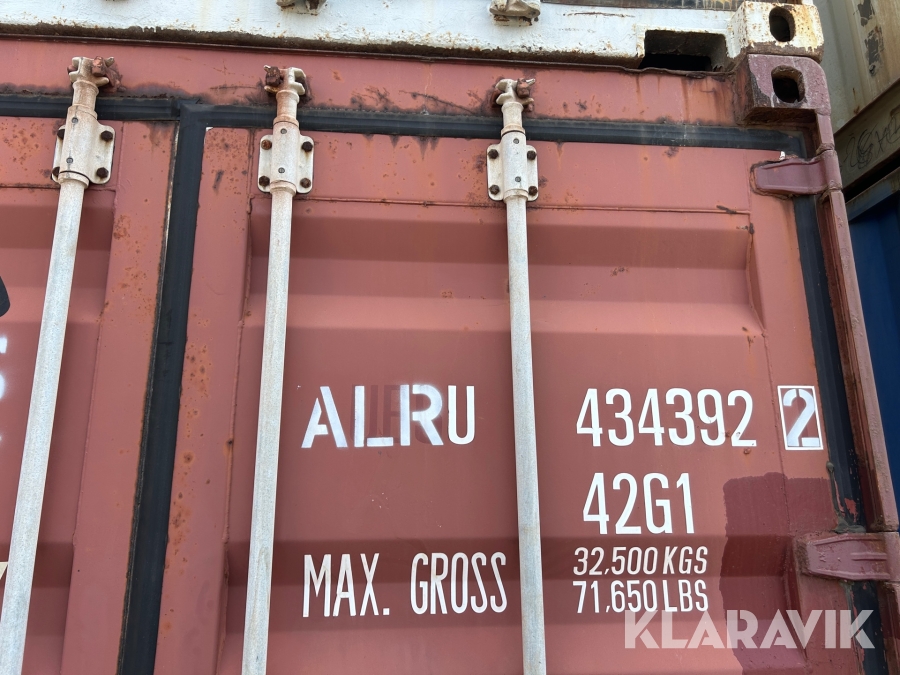 ALRU 434392 2
42G1
MAX. GROSS 32,500 KGS
71,650 LBS
KLARAVIK